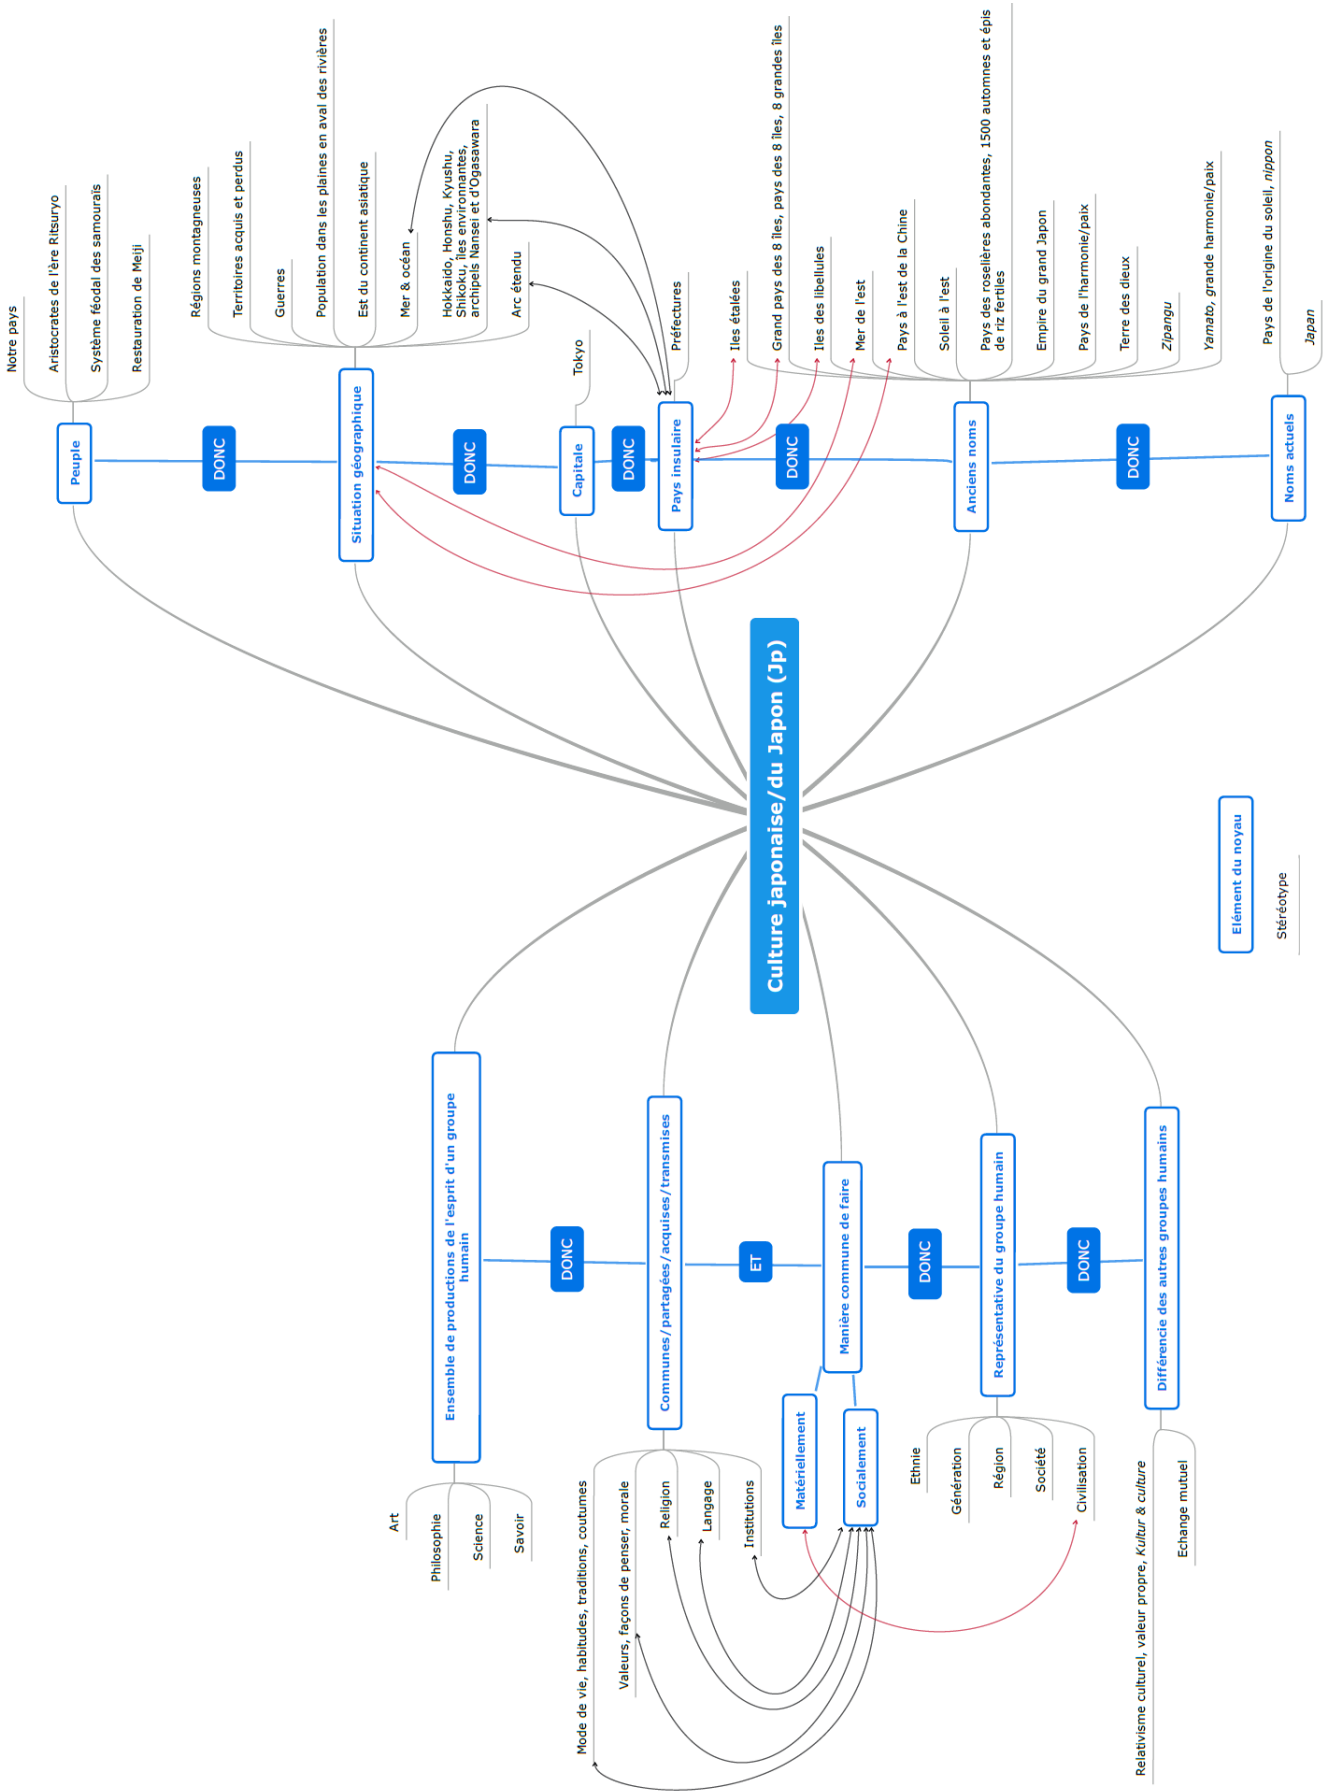 Culture japonaise/du Japon (Jp)
Ensemble de productions de l'esprit d'un groupe
humain
Art
Philosophie
Science
Savoir
DONC
Communes/partagées/acquises/transmises
Mode de vie, habitudes, traditions, coutumes
Valeurs, façons de penser, morale
Religion
Langage
Institutions
ET
Manière commune de faire
Matériellement
Socialement
DONC
Représentative du groupe humain
Ethnie
Génération
Région
Société
Civilisation
DONC
Différencie des autres groupes humains
Relativisme culturel, valeur propre, Kultur & culture
Echange mutuel
Peuple
Notre pays
Aristocrates de l'ère Ritsuryo
Système féodal des samouraïs
Restauration de Meiji
DONC
Situation géographique
Régions montagneuses
Territoires acquis et perdus
Guerres
Population dans les plaines en aval des rivières
Est du continent asiatique
Mer & océan
Hokkaido, Honshu, Kyushu,
Shikoku, îles environnantes,
archipels Nansei et d'Ogasawara
Arc étendu
DONC
Capitale
Tokyo
DONC
Pays insulaire
Préfectures
DONC
Anciens noms
Iles étalées
Grand pays des 8 îles, pays des 8 îles, 8 grandes îles
Iles des libellules
Mer de l'est
Pays à l'est de la Chine
Soleil à l'est
Pays des roselières abondantes, 1500 automnes et épis
de riz fertiles
Empire du grand Japon
Pays de l'harmonie/paix
Terre des dieux
Zipangu
Yamato, grande harmonie/paix
DONC
Noms actuels
Pays de l'origine du soleil, nippon
Japan
Elément du noyau
Stéréotype